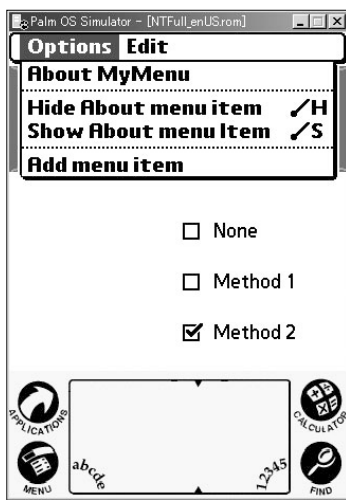 Palm OS Simulator - [NTFull_enUS.rom]
Options Edit
About MyMenu
Hide About menu item /H
Show About menu Item /S
Add menu item
None
Method 1
Method 2
APPLICATIONS
CALCULATOR
MENU
abcde
12345
FIND